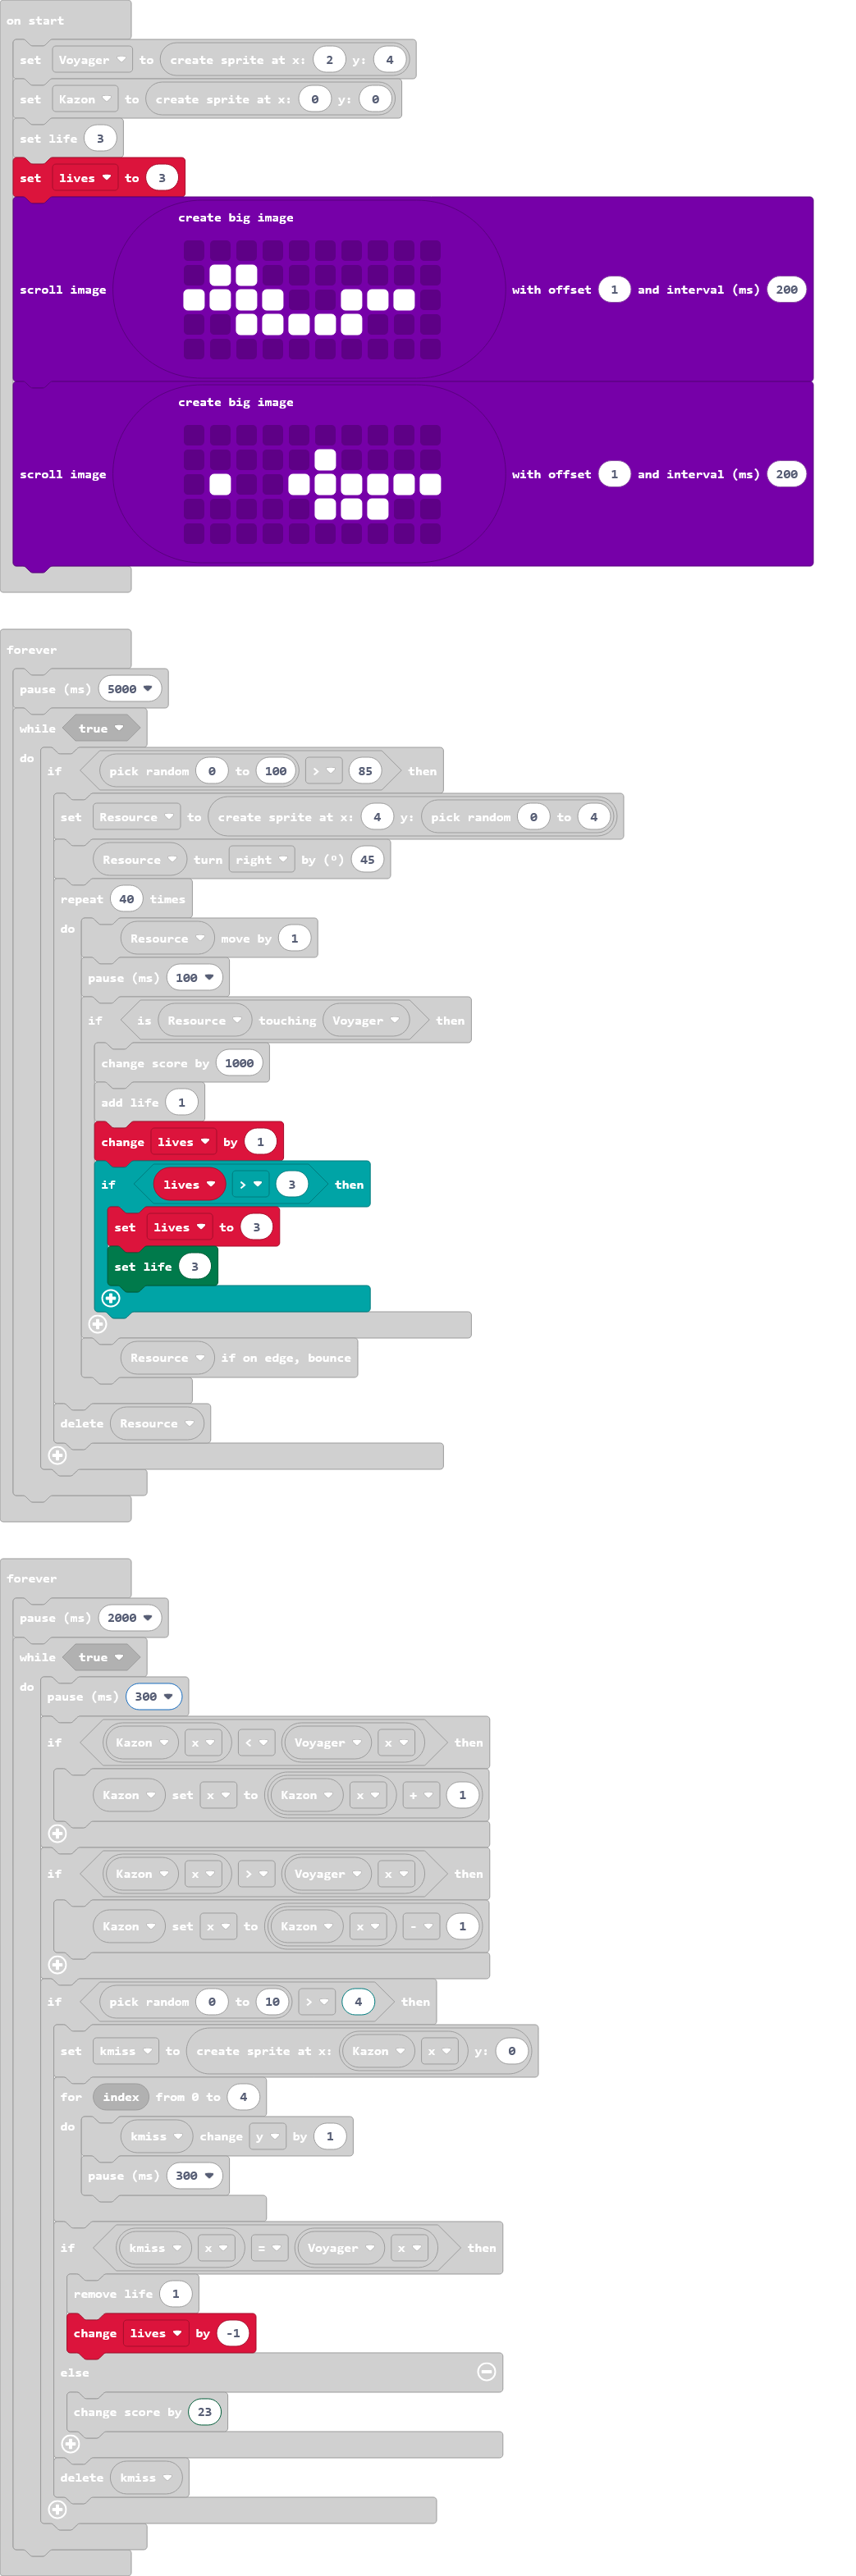 on start
set Voyager to create sprite at x: 2 y: 4
set Kazon to create sprite at x: 0 y: 0
set life 3
set lives to 3
create big image
scroll image with offset 1 and interval (ms) 200
create big image
scroll image with offset 1 and interval (ms) 200
forever
pause (ms) 5000
while true
do
if pick random 0 to 100 > 85 then
set Resource to create sprite at x: 4 y: pick random 0 to 4
Resource turn right by (°) 45
repeat 40 times
do
Resource move by 1
pause (ms) 100
if is Resource touching Voyager then
change score by 1000
add life 1
change lives by 1
if lives > 3 then
set lives to 3
set life 3
Resource if on edge, bounce
delete Resource
forever
pause (ms) 2000
while true
do
pause (ms) 300
if Kazon x < Voyager x then
Kazon set x to Kazon x + 1
if Kazon x > Voyager x then
Kazon set x to Kazon x - 1
if pick random 0 to 10 > 4 then
set kmiss to create sprite at x: Kazon x y: 0
for index from 0 to 4
do
kmiss change y by 1
pause (ms) 300
if kmiss x = Voyager x then
remove life 1
change lives by -1
else
change score by 23
delete kmiss